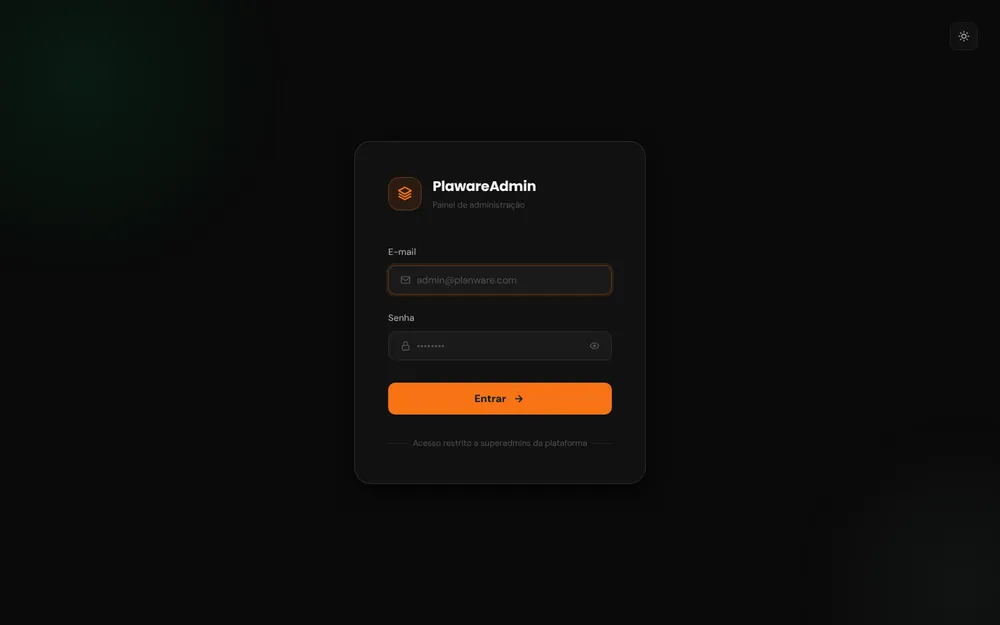 PlawareAdmin
Painel de administração
E-mail
admin@planware.com
Senha
••••••••
Entrar →
Acesso restrito a superadmins da plataforma